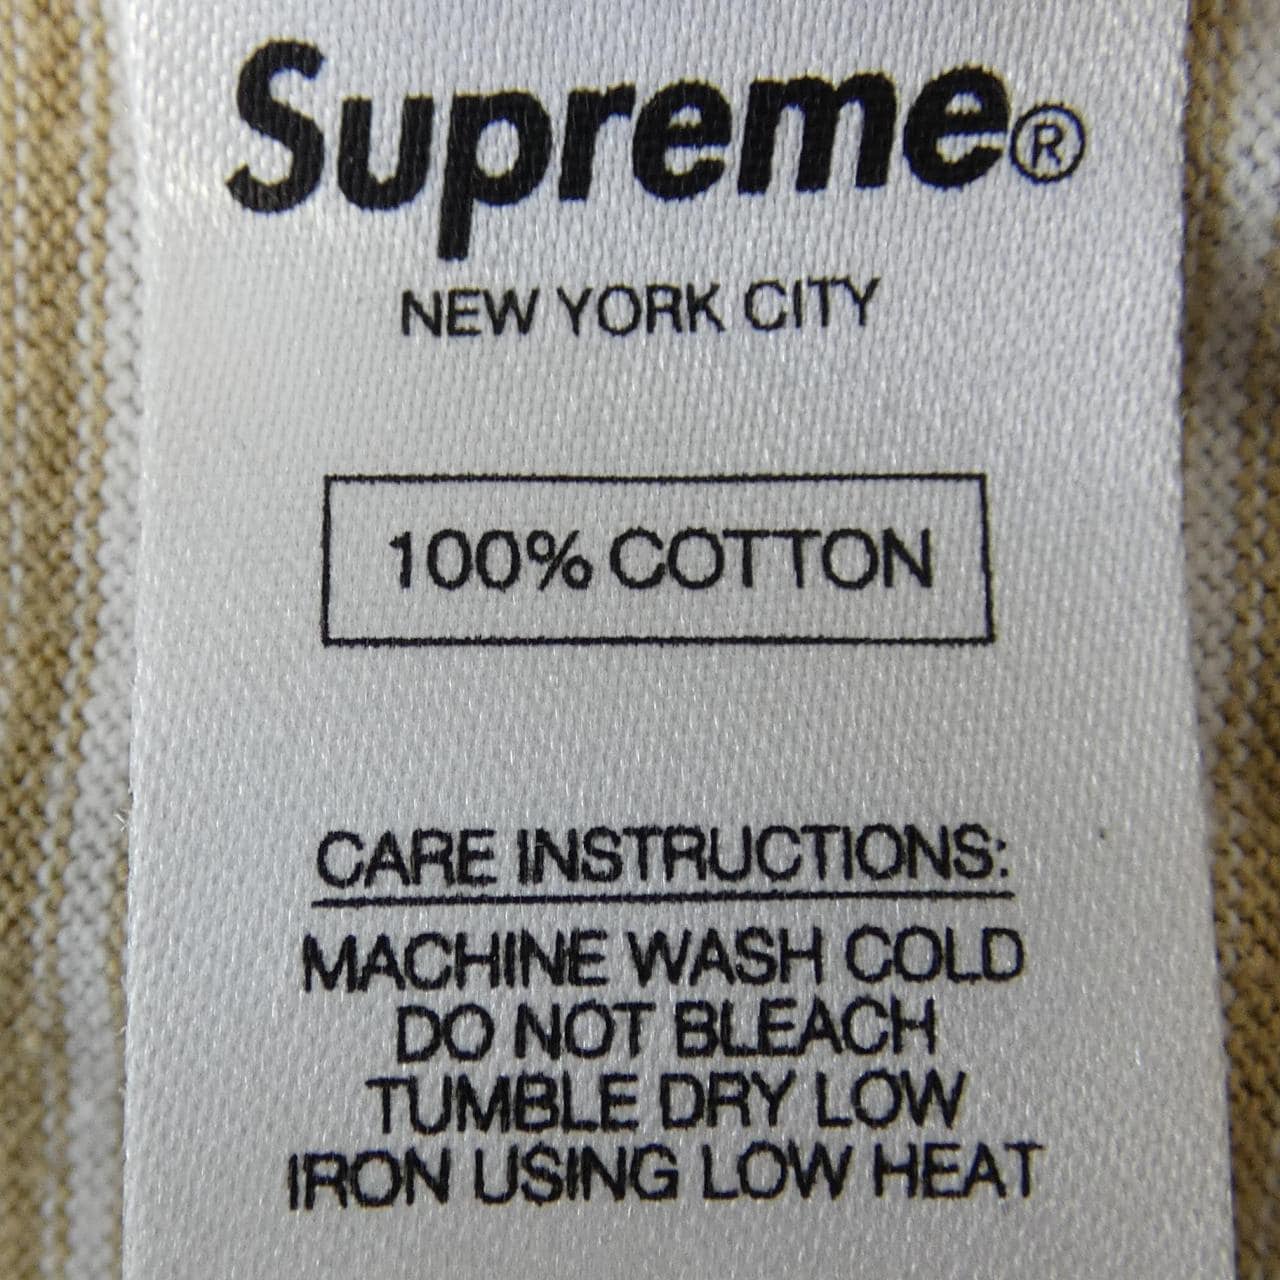 Supreme®
NEW YORK CITY
100% COTTON
CARE INSTRUCTIONS:
MACHINE WASH COLD
DO NOT BLEACH
TUMBLE DRY LOW
IRON USING LOW HEAT